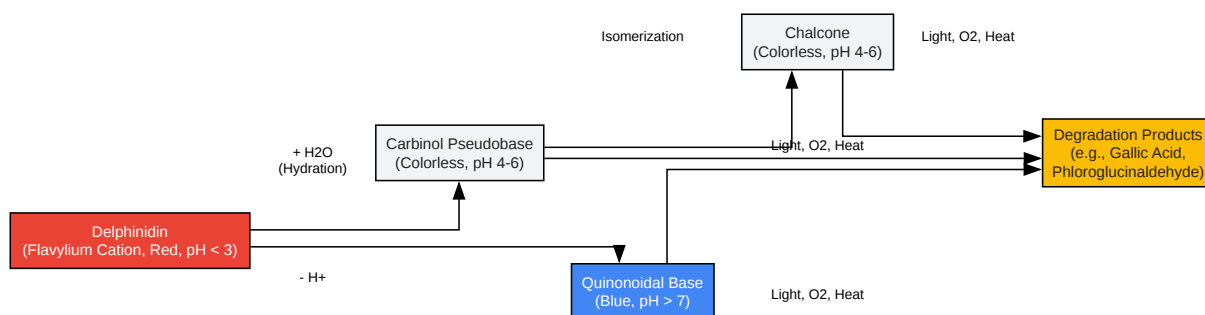 Isomerization
Chalcone
(Colorless, pH 4-6)
Light, O2, Heat
+ H2O
(Hydration)
Carbinol Pseudobase
(Colorless, pH 4-6)
Light, O2, Heat
Degradation Products
(e.g., Gallic Acid,
Phloroglucinaldehyde)
Delphinidin
(Flavylium Cation, Red, pH < 3)
- H+
Quinonoidal Base
(Blue, pH > 7)
Light, O2, Heat